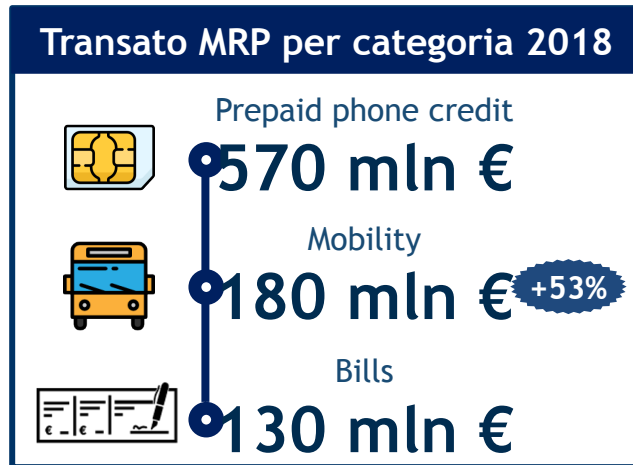 Transato MRP per categoria 2018
Prepaid phone credit
570 mln €
Mobility
180 mln €
+53%
Bills
130 mln €
€
€